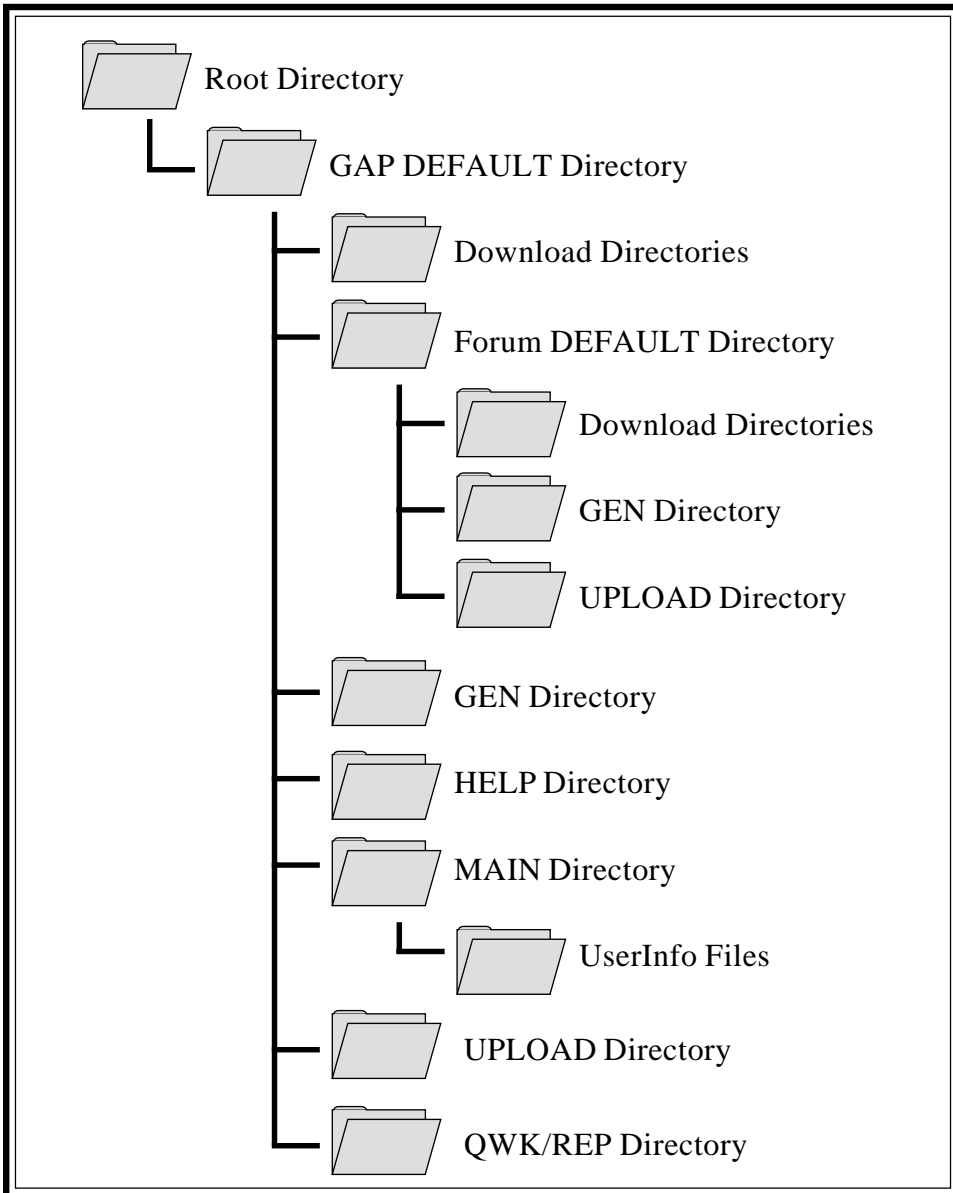 Root Directory
GAP DEFAULT Directory
Download Directories
Forum DEFAULT Directory
Download Directories
GEN Directory
UPLOAD Directory
GEN Directory
HELP Directory
MAIN Directory
UserInfo Files
UPLOAD Directory
QWK/REP Directory